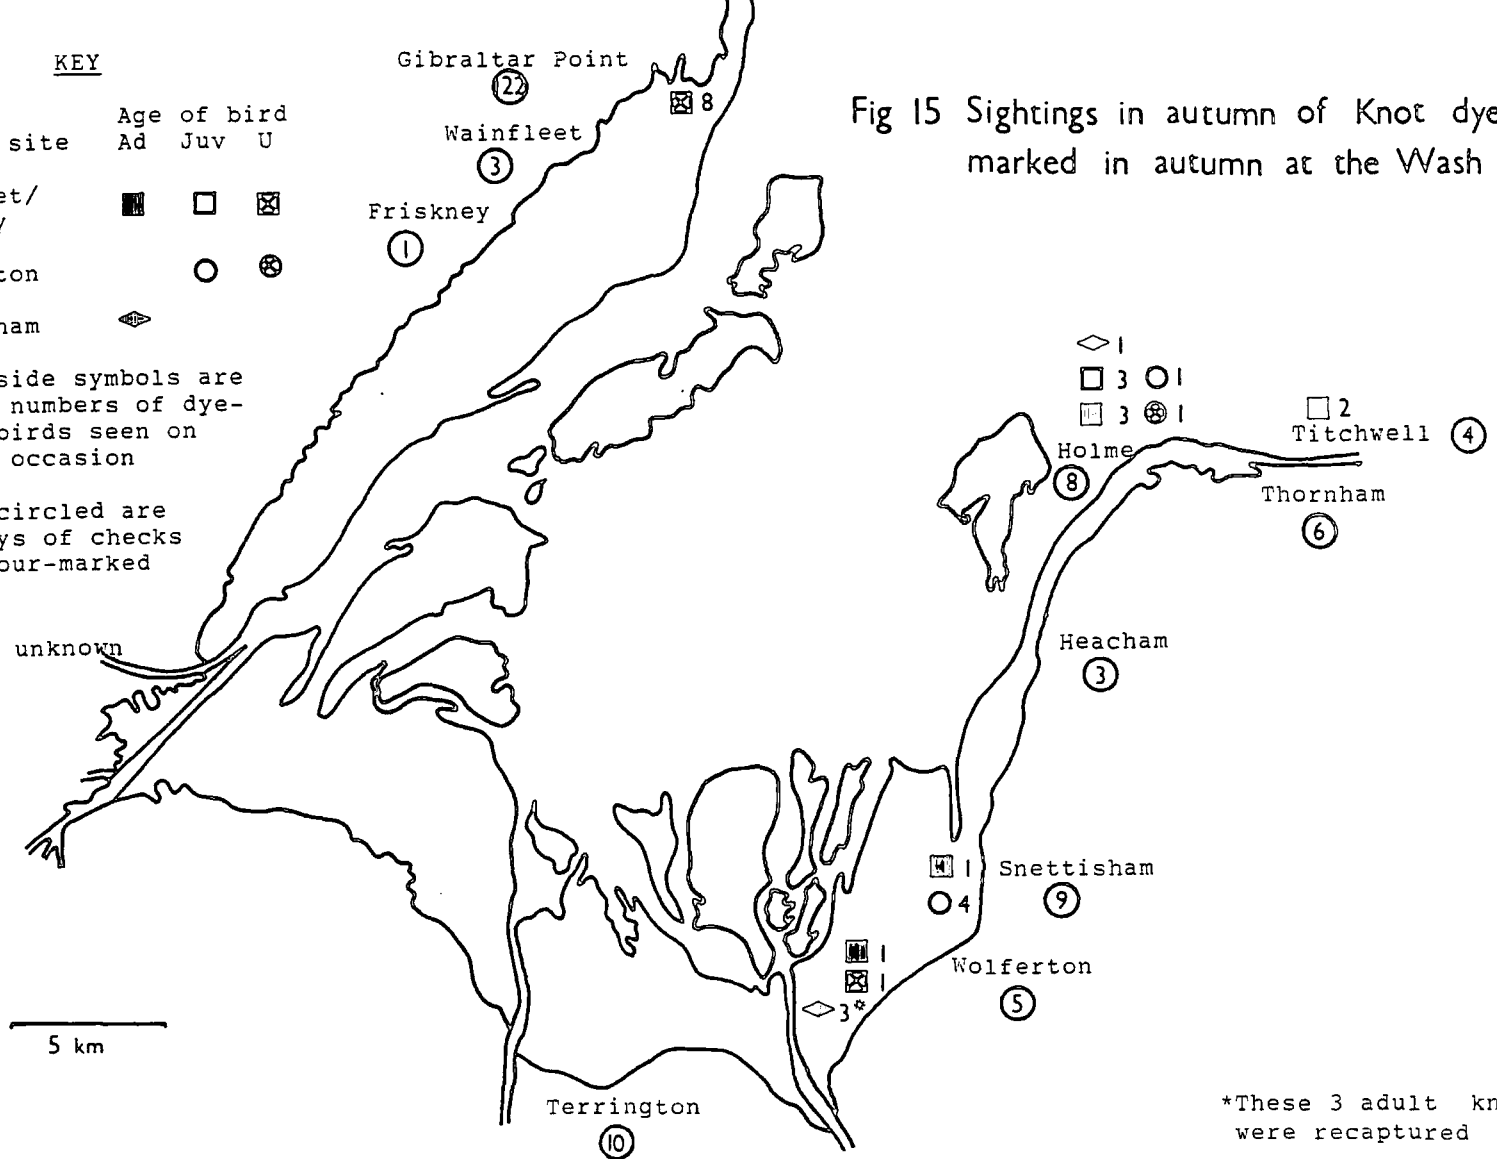 KEY
Age of bird
site Ad Juv U
et/
y
ton
ham
side symbols are
numbers of dye-
birds seen on
occasion
circled are
ys of checks
our-marked
unknown
5 km
Fig 15 Sightings in autumn of Knot dye
marked in autumn at the Wash
Gibraltar Point
22
8
Wainfleet
3
Friskney
1
1
3 1
3 1
Holme
8
2
Titchwell 4
Thornham
6
Heacham
3
1 Snettisham
4 9
1
Wolferton
1
5
3*
Terrington
10
*These 3 adult kn
were recaptured